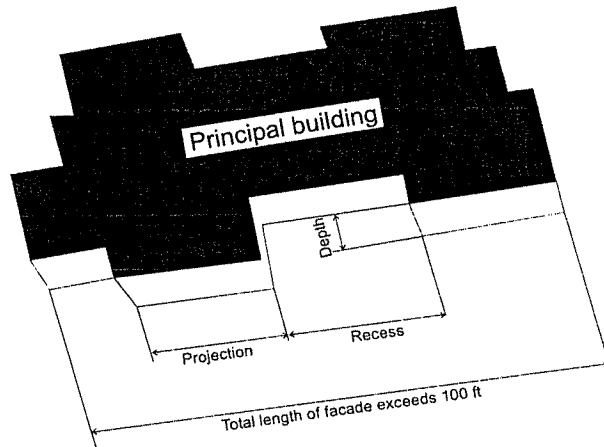 Principal building
Depth
Projection
Recess
Total length of facade exceeds 100 ft